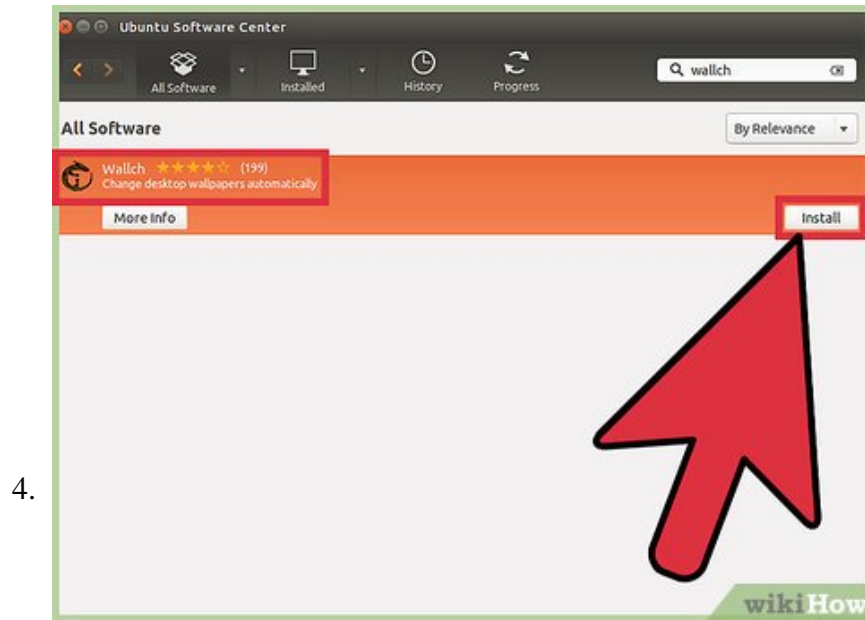 Ubuntu Software Center
All Software
Installed
History
Progress
wallch
All Software
By Relevance
Wallch (199)
Change desktop wallpapers automatically
More Info
Install
4.
wikiHow